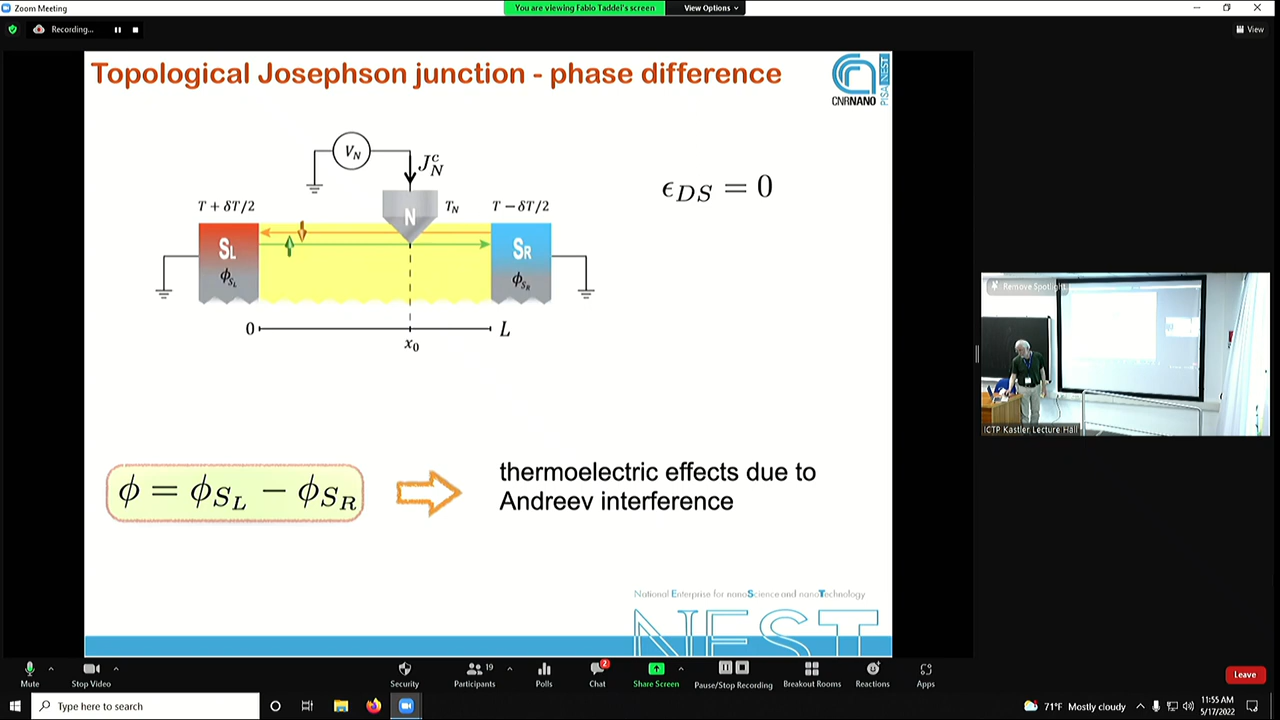 Zoom Meeting
You are viewing Fabio Taddei's screen
View Options
Recording...
View
Topological Josephson junction - phase difference
CNRNANO
PISA NEST
V_N
J_N^c
ϵ_DS = 0
T + δT/2
N
T_N
T − δT/2
S_L
S_R
ϕ_{S_L}
ϕ_{S_R}
0
L
x_0
Remove Spotlight
ICTP Kastler Lecture Hall
ϕ = ϕ_{S_L} − ϕ_{S_R}
thermoelectric effects due to
Andreev interference
National Enterprise for nanoScience and nanoTechnology
NEST
Mute
Stop Video
Security
Participants
19
Polls
Chat
2
Share Screen
Pause/Stop Recording
Breakout Rooms
Reactions
Apps
Leave
Type here to search
71°F Mostly cloudy
11:55 AM
5/17/2022